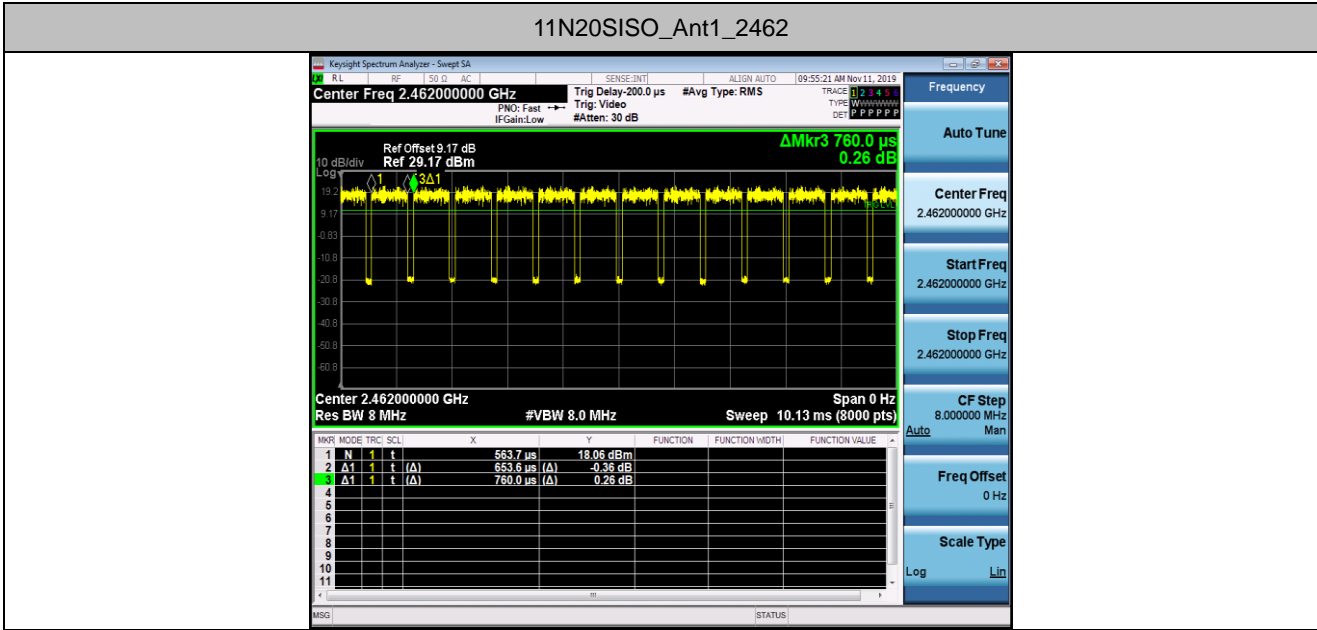 11N20SISO_Ant1_2462
Keysight Spectrum Analyzer - Swept SA
RL RF 50 Ω AC SENSE:INT ALIGN AUTO 09:55:21 AM Nov 11, 2019
Center Freq 2.462000000 GHz
PNO: Fast
IFGain:Low
Trig Delay-200.0 µs
Trig: Video
#Atten: 30 dB
#Avg Type: RMS
TRACE 1 2 3 4 5 6
TYPE WWWWWW
DET P P P P P P
Ref Offset 9.17 dB
10 dB/div Ref 29.17 dBm
ΔMkr3 760.0 µs
0.26 dB
Log
1
3Δ1
TRIG LVL
19.2
9.17
-0.83
-10.8
-20.8
-30.8
-40.8
-50.8
-60.8
Center 2.462000000 GHz Span 0 Hz
Res BW 8 MHz #VBW 8.0 MHz Sweep 10.13 ms (8000 pts)
MKR MODE TRC SCL X Y FUNCTION FUNCTION WIDTH FUNCTION VALUE
1 N 1 t 563.7 µs 18.06 dBm
2 Δ1 1 t (Δ) 653.6 µs (Δ) -0.36 dB
3 Δ1 1 t (Δ) 760.0 µs (Δ) 0.26 dB
4
5
6
7
8
9
10
11
MSG STATUS
Frequency
Auto Tune
Center Freq
2.462000000 GHz
Start Freq
2.462000000 GHz
Stop Freq
2.462000000 GHz
CF Step
8.000000 MHz
Auto Man
Freq Offset
0 Hz
Scale Type
Log Lin